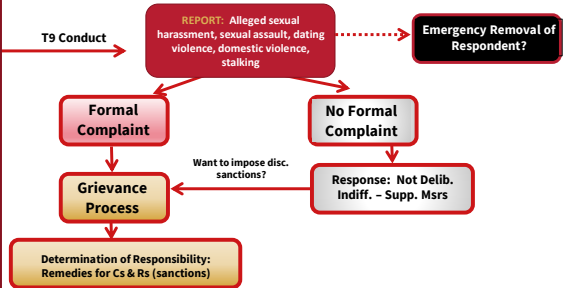 T9 Conduct
REPORT: Alleged sexual
harassment, sexual assault, dating
violence, domestic violence,
stalking
Emergency Removal of
Respondent?
Formal
Complaint
No Formal
Complaint
Want to impose disc.
sanctions?
Grievance
Process
Response: Not Delib.
Indiff. – Supp. Msrs
Determination of Responsibility:
Remedies for Cs & Rs (sanctions)